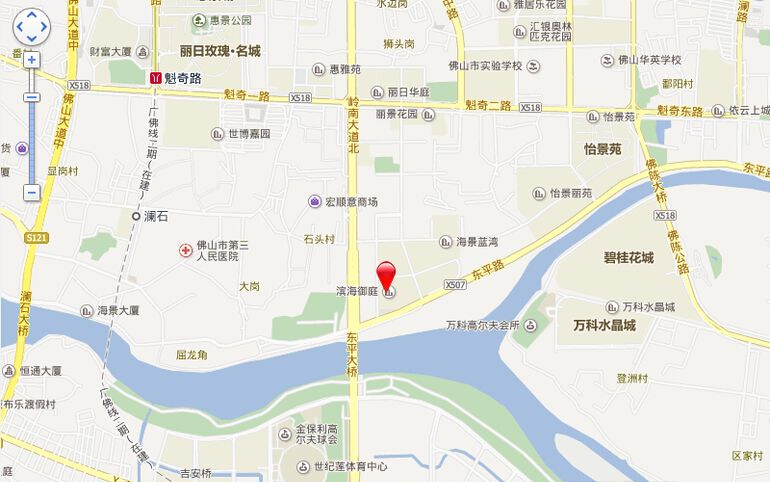 水边岗
雅居乐花园
惠景公园
佛山大道中
汇银奥林
匹克花园
狮头岗
财富大厦
丽日玫瑰·名城
惠雅苑
佛山市实验学校
佛山华英学校
魁奇路
X518
鄱阳村
丽日华庭
魁奇一路
X518
岭南大道北
魁奇二路
X518
魁奇东路
依云上城
丽景花园
怡景苑
世博嘉园
怡景苑
广佛线二期(在建)
显岗村
佛陈大桥
东平路
宏顺意商场
怡景丽苑
澜石
X518
S121
石头村
佛山市第三
人民医院
海景蓝湾
佛陈公路
碧桂花城
东平路
大岗
X507
滨海御庭
澜石大桥
海景大厦
万科水晶城
万科高尔夫会所
万科水晶城
东平大桥
屈龙角
恒通大厦
登洲村
广佛线二期(在建)
布乐渡假村
金保利高
尔夫球会
区家村
吉安桥
世纪莲体育中心